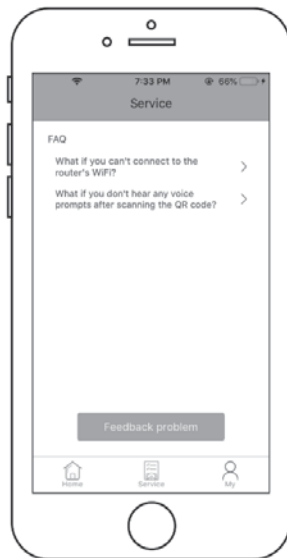 7:33 PM 66%
Service
FAQ
What if you can't connect to the
router's WiFi?
What if you don't hear any voice
prompts after scanning the QR code?
Feedback problem
Home Service My